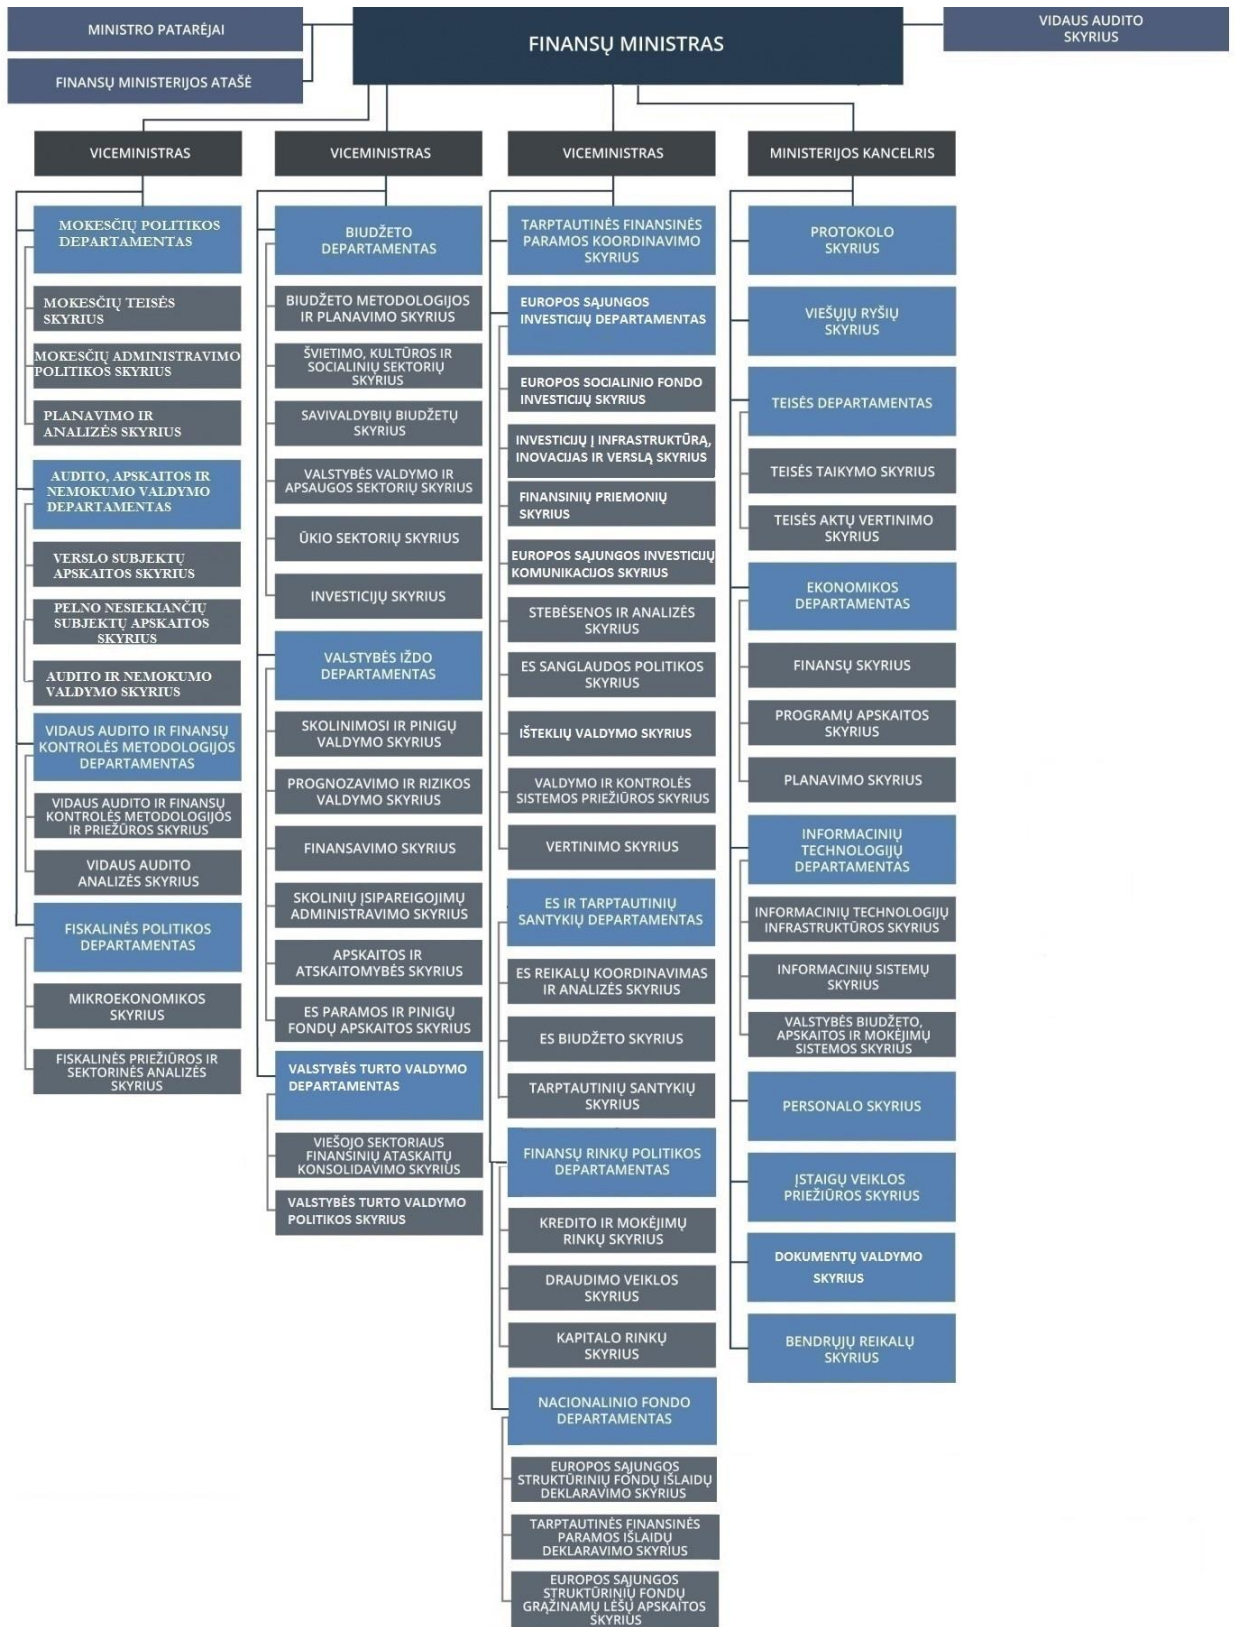 MINISTRO PATARĖJAI
FINANSŲ MINISTERIJOS ATAŠĖ
FINANSŲ MINISTRAS
VIDAUS AUDITO
SKYRIUS
VICEMINISTRAS
MOKESČIŲ POLITIKOS
DEPARTAMENTAS
MOKESČIŲ TEISĖS
SKYRIUS
MOKESČIŲ ADMINISTRAVIMO
POLITIKOS SKYRIUS
PLANAVIMO IR
ANALIZĖS SKYRIUS
AUDITO, APSKAITOS IR
NEMOKUMO VALDYMO
DEPARTAMENTAS
VERSLO SUBJEKTŲ
APSKAITOS SKYRIUS
PELNO NESIEKIANČIŲ
SUBJEKTŲ APSKAITOS
SKYRIUS
AUDITO IR NEMOKUMO
VALDYMO SKYRIUS
VIDAUS AUDITO IR FINANSŲ
KONTROLĖS METODOLOGIJOS
DEPARTAMENTAS
VIDAUS AUDITO IR FINANSŲ
KONTROLĖS METODOLOGIJOS
IR PRIEŽŪROS SKYRIUS
VIDAUS AUDITO
ANALIZĖS SKYRIUS
FISKALINĖS POLITIKOS
DEPARTAMENTAS
MIKROEKONOMIKOS
SKYRIUS
FISKALINĖS PRIEŽIŪROS IR
SEKTORINĖS ANALIZĖS
SKYRIUS
VICEMINISTRAS
BIUDŽETO
DEPARTAMENTAS
BIUDŽETO METODOLOGIJOS
IR PLANAVIMO SKYRIUS
ŠVIETIMO, KULTŪROS IR
SOCIALINIŲ SEKTORIŲ
SKYRIUS
SAVIVALDYBIŲ BIUDŽETŲ
SKYRIUS
VALSTYBĖS VALDYMO IR
APSAUGOS SEKTORIŲ SKYRIUS
ŪKIO SEKTORIŲ SKYRIUS
INVESTICIJŲ SKYRIUS
VALSTYBĖS IŽDO
DEPARTAMENTAS
SKOLINIMOSI IR PINIGŲ
VALDYMO SKYRIUS
PROGNOZAVIMO IR RIZIKOS
VALDYMO SKYRIUS
FINANSAVIMO SKYRIUS
SKOLINIŲ ĮSIPAREIGOJIMŲ
ADMINISTRAVIMO SKYRIUS
APSKAITOS IR
ATSKAITOMYBĖS SKYRIUS
ES PARAMOS IR PINIGŲ
FONDŲ APSKAITOS SKYRIUS
VALSTYBĖS TURTO VALDYMO
DEPARTAMENTAS
VIEŠOJO SEKTORIAUS
FINANSINIŲ ATASKAITŲ
KONSOLIDAVIMO SKYRIUS
VALSTYBĖS TURTO VALDYMO
POLITIKOS SKYRIUS
VICEMINISTRAS
TARPTAUTINĖS FINANSINĖS
PARAMOS KOORDINAVIMO
SKYRIUS
EUROPOS SĄJUNGOS
INVESTICIJŲ DEPARTAMENTAS
EUROPOS SOCIALINIO FONDO
INVESTICIJŲ SKYRIUS
INVESTICIJŲ Į INFRASTRUKTŪRĄ,
INOVACIJAS IR VERSLĄ SKYRIUS
FINANSINIŲ PRIEMONIŲ
SKYRIUS
EUROPOS SĄJUNGOS INVESTICIJŲ
KOMUNIKACIJOS SKYRIUS
STEBĖSENOS IR ANALIZĖS
SKYRIUS
ES SANGLAUDOS POLITIKOS
SKYRIUS
IŠTEKLIŲ VALDYMO SKYRIUS
VALDYMO IR KONTROLĖS
SISTEMOS PRIEŽIŪROS SKYRIUS
VERTINIMO SKYRIUS
ES IR TARPTAUTINIŲ
SANTYKIŲ DEPARTAMENTAS
ES REIKALŲ KOORDINAVIMAS
IR ANALIZĖS SKYRIUS
ES BIUDŽETO SKYRIUS
TARPTAUTINIŲ SANTYKIŲ
SKYRIUS
FINANSŲ RINKŲ POLITIKOS
DEPARTAMENTAS
KREDITO IR MOKĖJIMŲ
RINKŲ SKYRIUS
DRAUDIMO VEIKLOS
SKYRIUS
KAPITALO RINKŲ
SKYRIUS
NACIONALINIO FONDO
DEPARTAMENTAS
EUROPOS SĄJUNGOS
STRUKTŪRINIŲ FONDŲ IŠLAIDŲ
DEKLARAVIMO SKYRIUS
TARPTAUTINĖS FINANSINĖS
PARAMOS IŠLAIDŲ
DEKLARAVIMO SKYRIUS
EUROPOS SĄJUNGOS
STRUKTŪRINIŲ FONDŲ
GRĄŽINAMŲ LĖŠŲ APSKAITOS
SKYRIUS
MINISTERIJOS KANCELRIS
PROTOKOLO
SKYRIUS
VIEŠŲJŲ RYŠIŲ
SKYRIUS
TEISĖS DEPARTAMENTAS
TEISĖS TAIKYMO SKYRIUS
TEISĖS AKTŲ VERTINIMO
SKYRIUS
EKONOMIKOS
DEPARTAMENTAS
FINANSŲ SKYRIUS
PROGRAMŲ APSKAITOS
SKYRIUS
PLANAVIMO SKYRIUS
INFORMACINIŲ
TECHNOLOGIJŲ
DEPARTAMENTAS
INFORMACINIŲ TECHNOLOGIJŲ
INFRASTRUKTŪROS SKYRIUS
INFORMACINIŲ SISTEMŲ
SKYRIUS
VALSTYBĖS BIUDŽETO,
APSKAITOS IR MOKĖJIMŲ
SISTEMOS SKYRIUS
PERSONALO SKYRIUS
ĮSTAIGŲ VEIKLOS
PRIEŽIŪROS SKYRIUS
DOKUMENTŲ VALDYMO
SKYRIUS
BENDRŲJŲ REIKALŲ
SKYRIUS